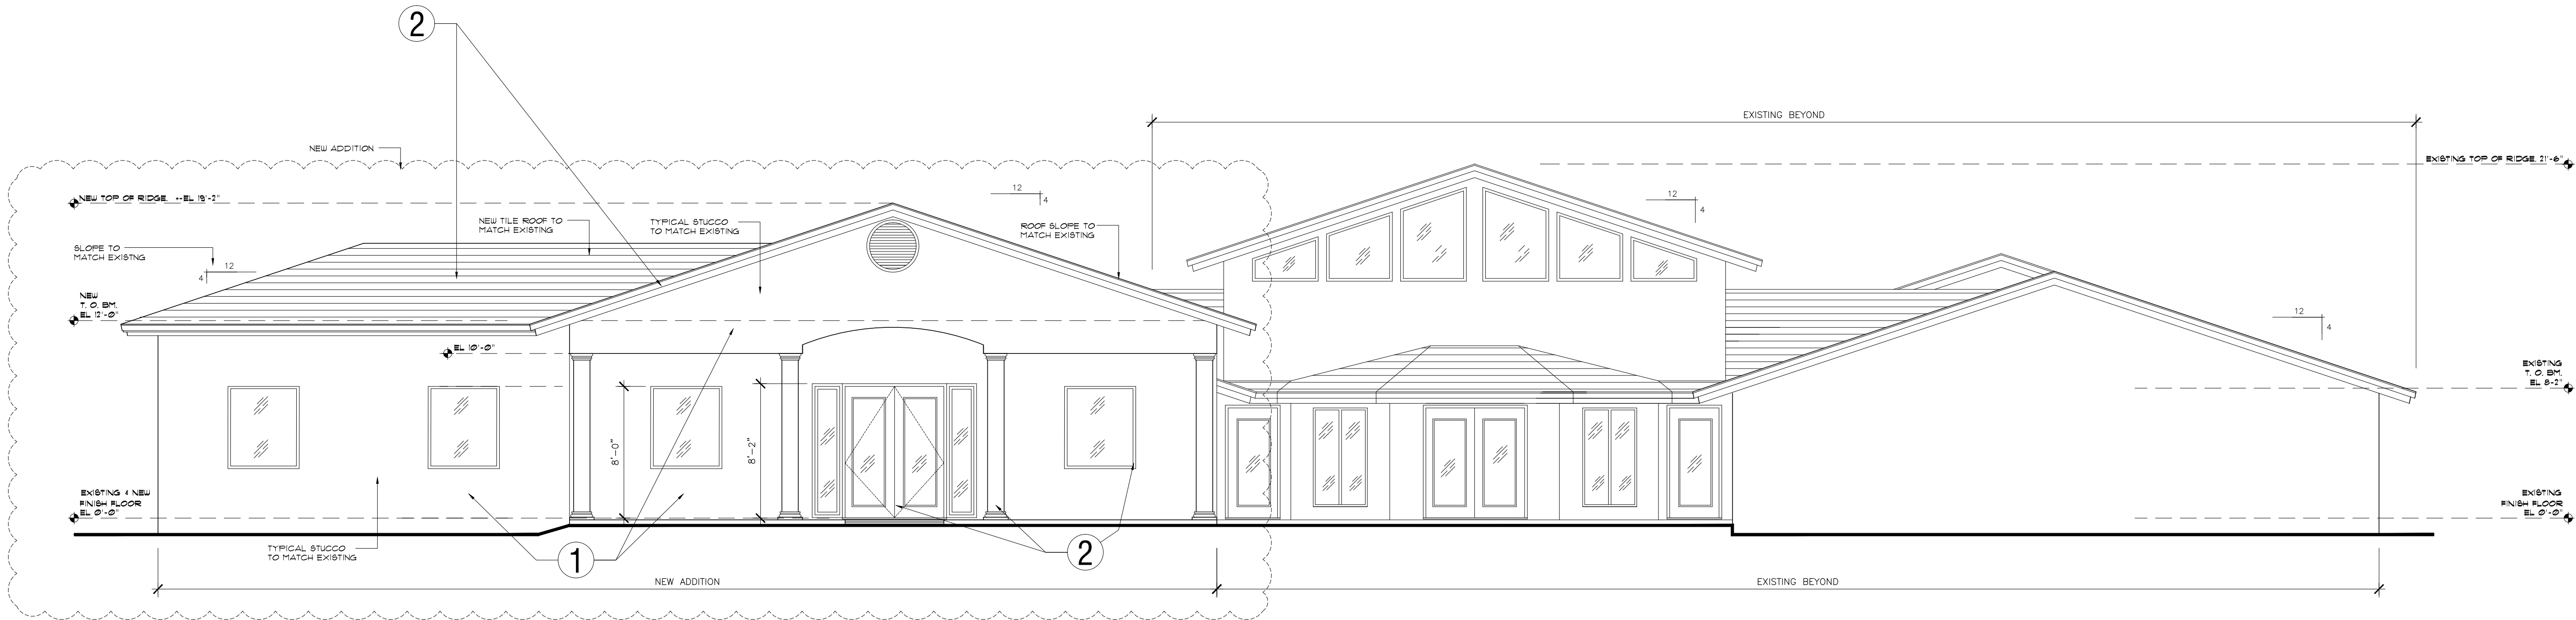 2
EXISTING BEYOND
NEW ADDITION
EXISTING TOP OF RIDGE, 21'-6"
NEW TOP OF RIDGE, +-EL 19'-2"
12
4
12
4
NEW TILE ROOF TO
MATCH EXISTING
TYPICAL STUCCO
TO MATCH EXISTING
ROOF SLOPE TO
MATCH EXISTING
SLOPE TO
MATCH EXISTNG
12
4
NEW
T. O. BM.
EL 12'-0"
12
4
EL 10'-0"
EXISTING
T. O. BM.
EL 8-2"
8'-0"
8'-2"
EXISTING & NEW
FINISH FLOOR
EL 0'-0"
EXISTING
FINISH FLOOR
EL 0'-0"
TYPICAL STUCCO
TO MATCH EXISTING
1
2
NEW ADDITION
EXISTING BEYOND